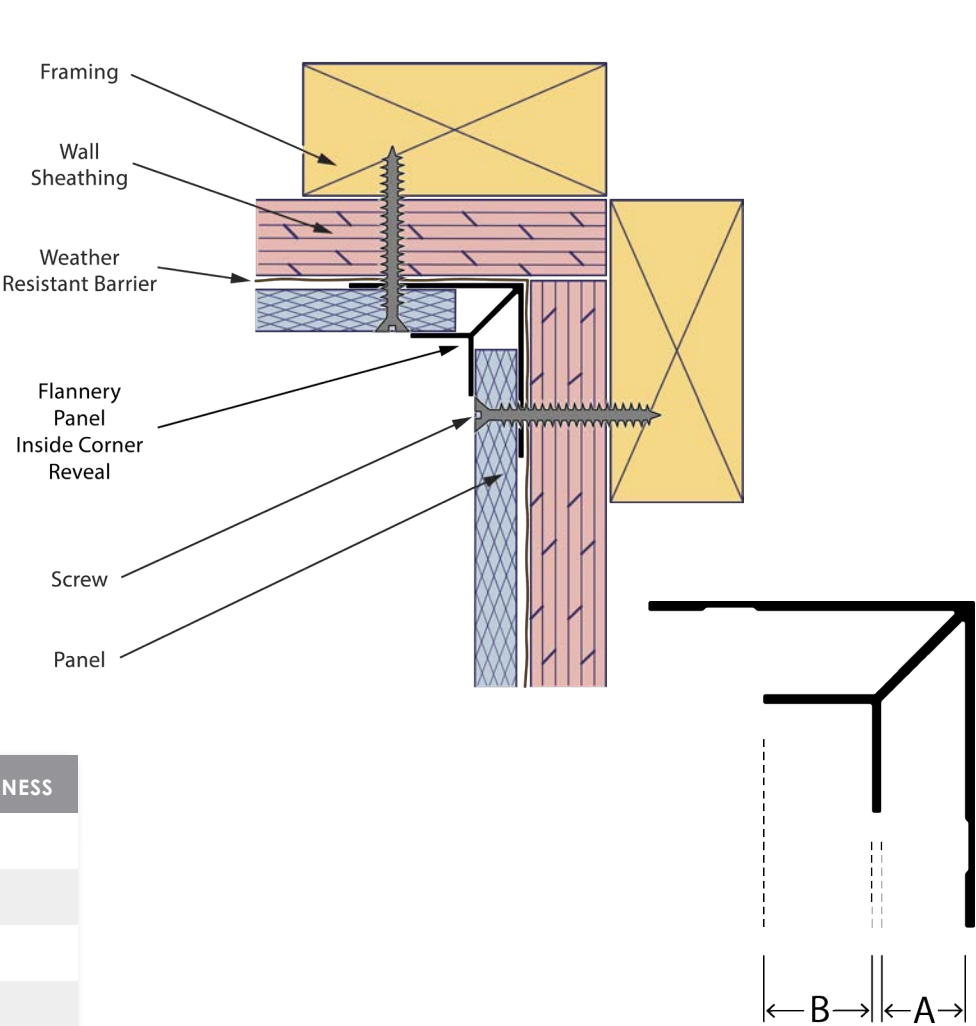 Framing
Wall
Sheathing
Weather
Resistant Barrier
Flannery
Panel
Inside Corner
Reveal
Screw
Panel
NESS
B
A